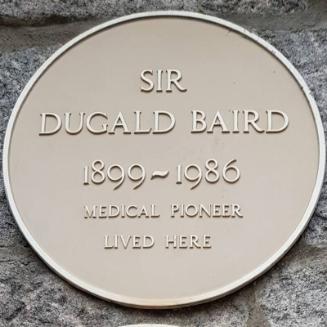 SIR
DUGALD BAIRD
1899~1986
MEDICAL PIONEER
LIVED HERE